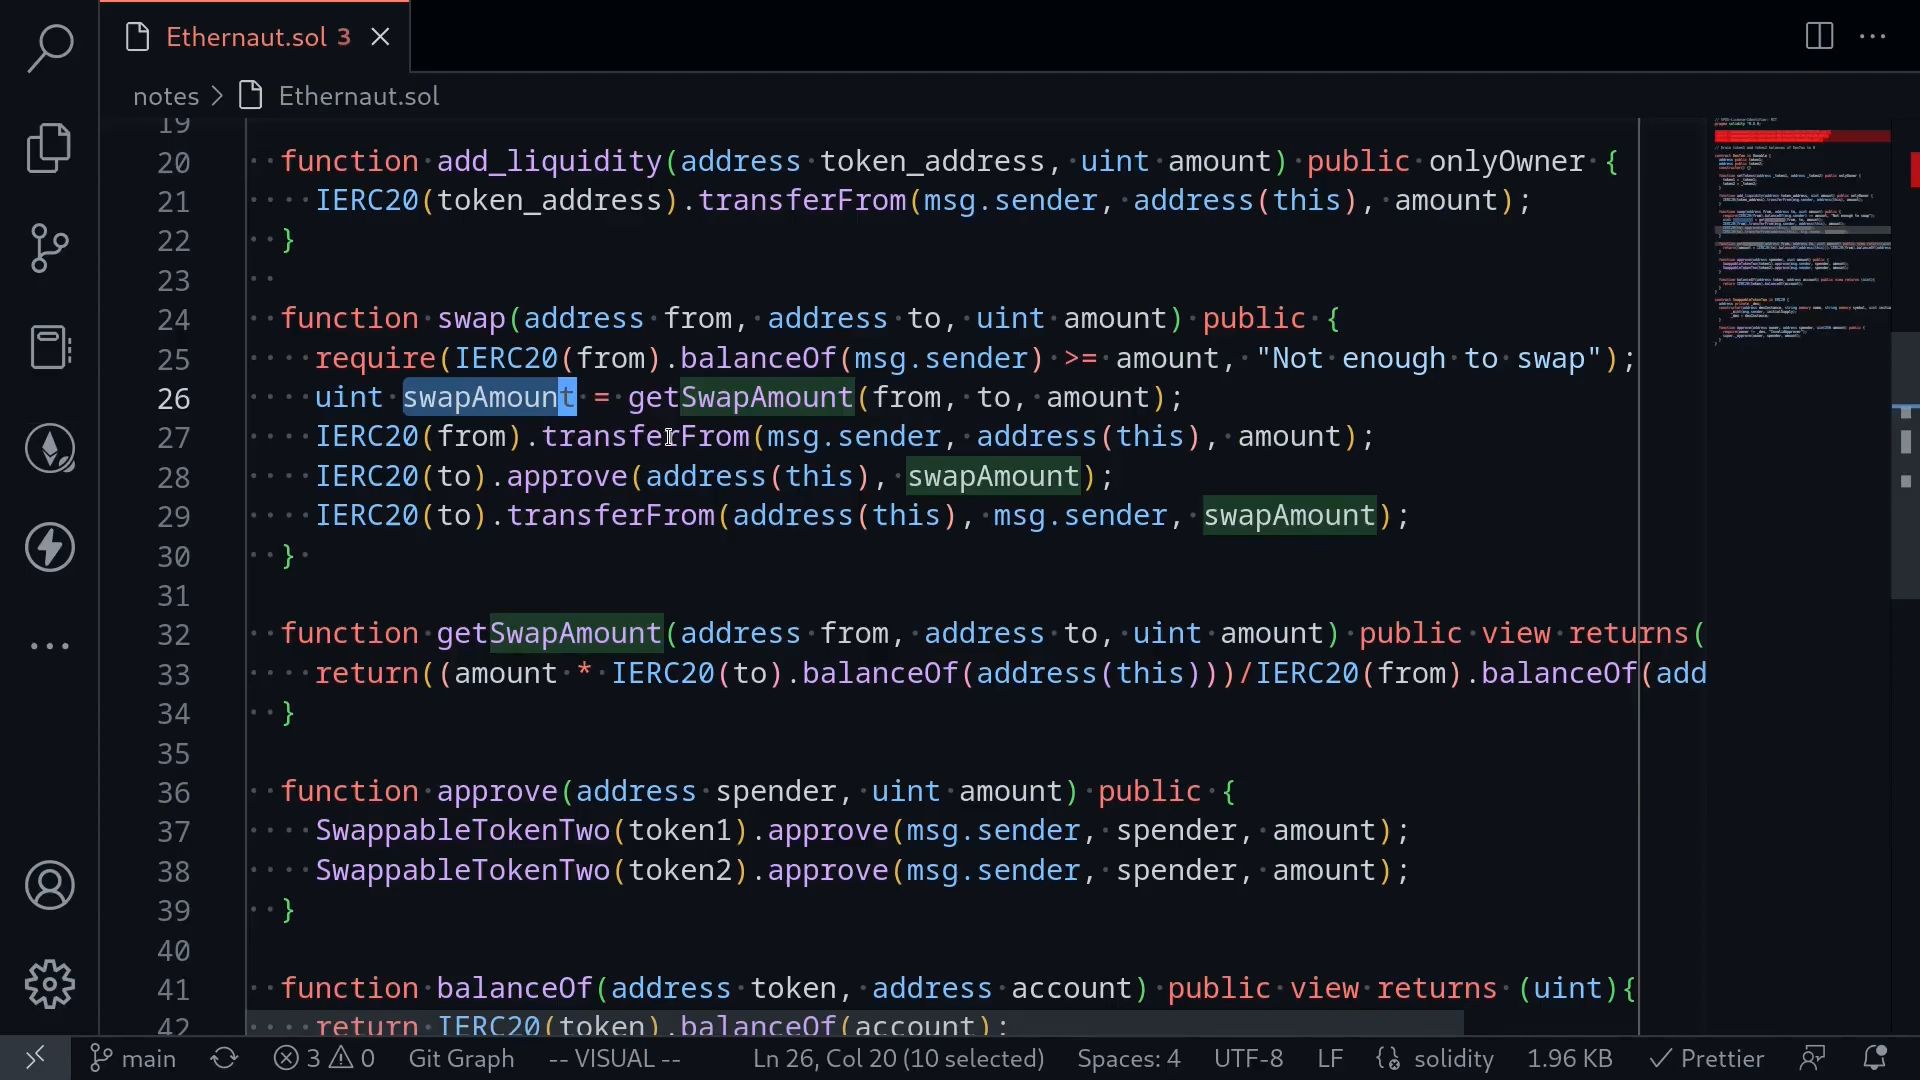 Ethernaut.sol 3
notes > Ethernaut.sol
19
20 function add_liquidity(address token_address, uint amount) public onlyOwner {
21 IERC20(token_address).transferFrom(msg.sender, address(this), amount);
22 }
23
24 function swap(address from, address to, uint amount) public {
25 require(IERC20(from).balanceOf(msg.sender) >= amount, "Not enough to swap");
26 uint swapAmount = getSwapAmount(from, to, amount);
27 IERC20(from).transferFrom(msg.sender, address(this), amount);
28 IERC20(to).approve(address(this), swapAmount);
29 IERC20(to).transferFrom(address(this), msg.sender, swapAmount);
30 }
31
32 function getSwapAmount(address from, address to, uint amount) public view returns(
33 return((amount * IERC20(to).balanceOf(address(this)))/IERC20(from).balanceOf(add
34 }
35
36 function approve(address spender, uint amount) public {
37 SwappableTokenTwo(token1).approve(msg.sender, spender, amount);
38 SwappableTokenTwo(token2).approve(msg.sender, spender, amount);
39 }
40
41 function balanceOf(address token, address account) public view returns (uint){
42 return IERC20(token).balanceOf(account);
main 3 0 Git Graph -- VISUAL -- Ln 26, Col 20 (10 selected) Spaces: 4 UTF-8 LF solidity 1.96 KB Prettier